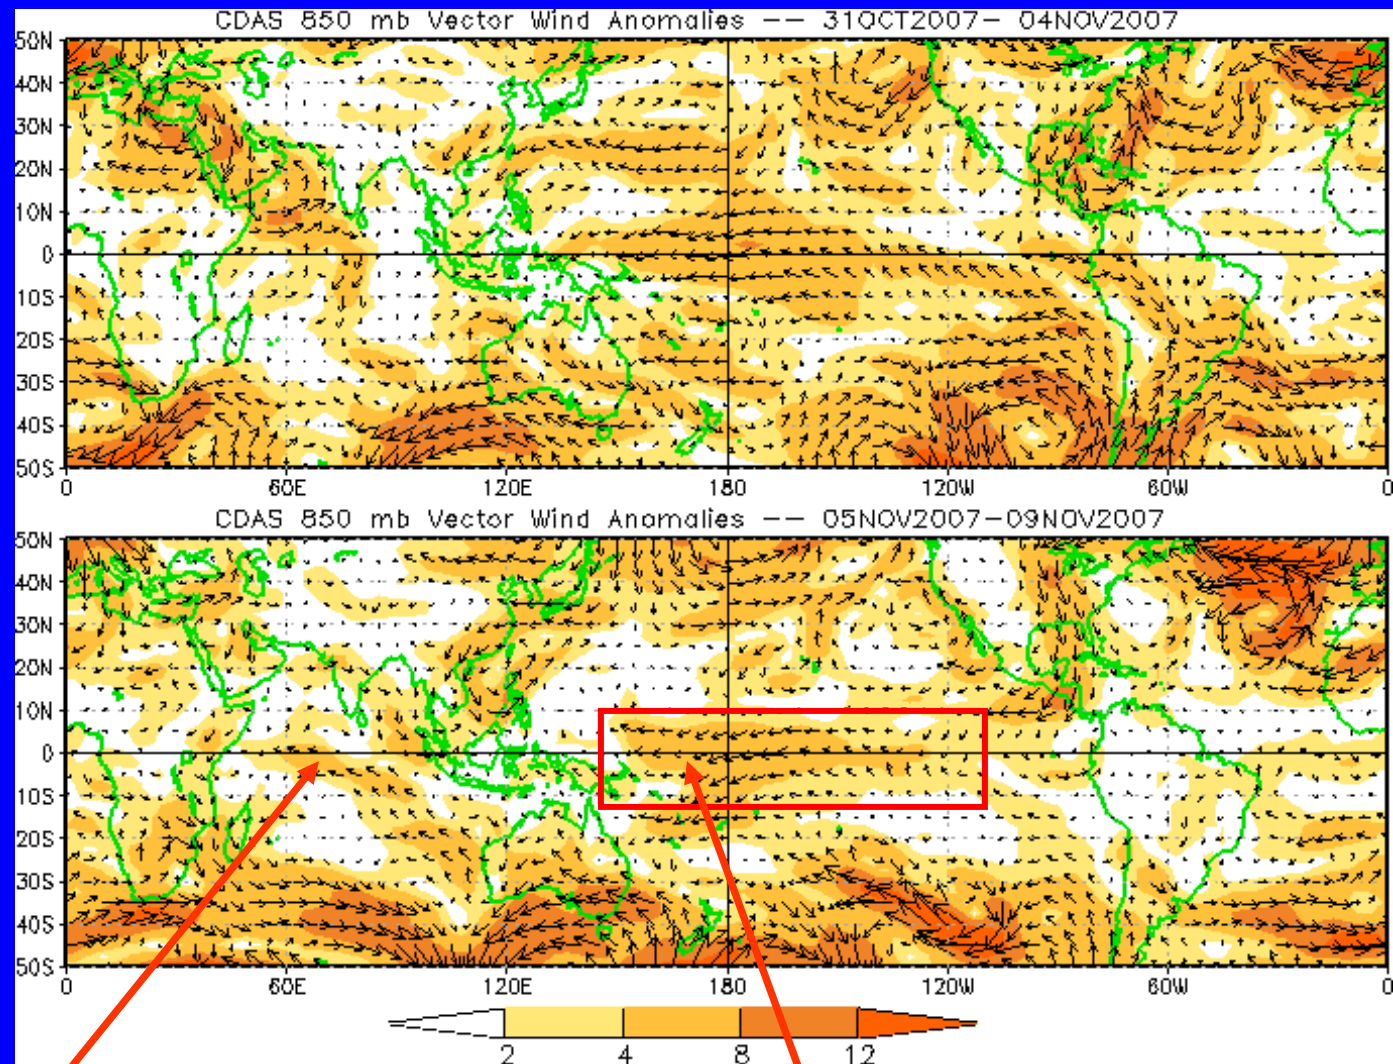 CDAS 850 mb Vector Wind Anomalies -- 31OCT2007- 04NOV2007
50N
40N
30N
20N
10N
0
10S
20S
30S
40S
50S
0 60E 120E 180 120W 60W 0
CDAS 850 mb Vector Wind Anomalies -- 05NOV2007-09NOV2007
50N
40N
30N
20N
10N
0
10S
20S
30S
40S
50S
0 60E 120E 180 120W 60W 0
2 4 8 12